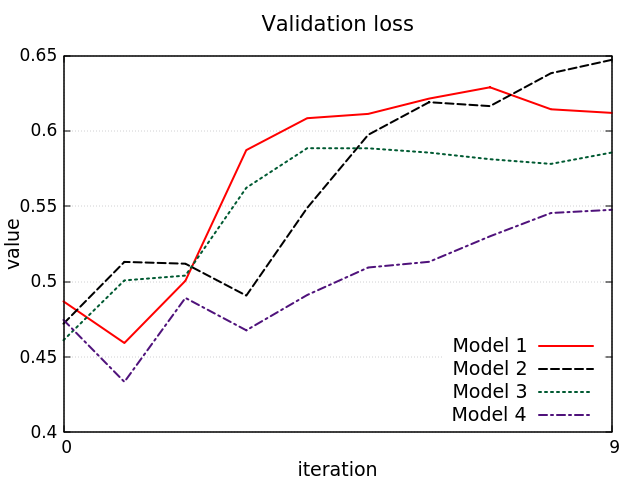 Validation loss
0.65
0.6
0.55
value
0.5
0.45
0.4
Model 1
Model 2
Model 3
Model 4
0 9
iteration